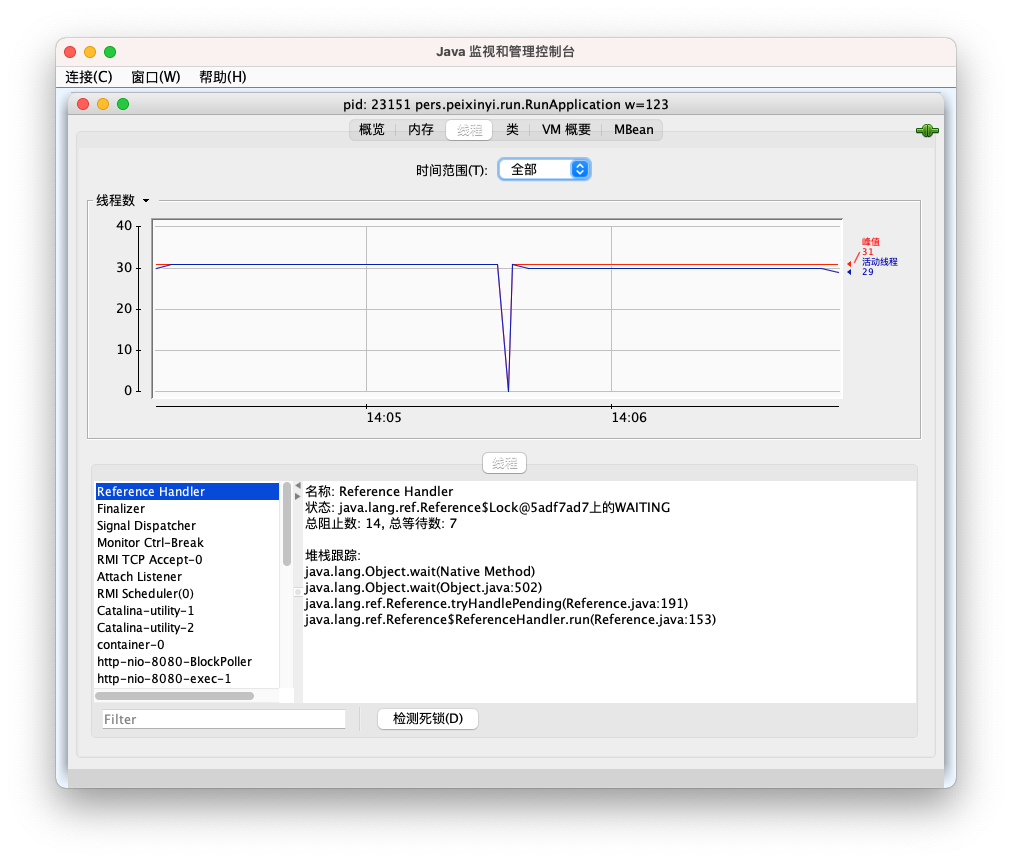 Java 监视和管理控制台
连接(C) 窗口(W) 帮助(H)
pid: 23151 pers.peixinyi.run.RunApplication w=123
概览 内存 线程 类 VM 概要 MBean
时间范围(T): 全部
线程数
40
30
20
10
0
峰值
31
活动线程
29
14:05 14:06
线程
Reference Handler
Finalizer
Signal Dispatcher
Monitor Ctrl-Break
RMI TCP Accept-0
Attach Listener
RMI Scheduler(0)
Catalina-utility-1
Catalina-utility-2
container-0
http-nio-8080-BlockPoller
http-nio-8080-exec-1
名称: Reference Handler
状态: java.lang.ref.Reference$Lock@5adf7ad7上的WAITING
总阻止数: 14, 总等待数: 7
堆栈跟踪:
java.lang.Object.wait(Native Method)
java.lang.Object.wait(Object.java:502)
java.lang.ref.Reference.tryHandlePending(Reference.java:191)
java.lang.ref.Reference$ReferenceHandler.run(Reference.java:153)
Filter
检测死锁(D)